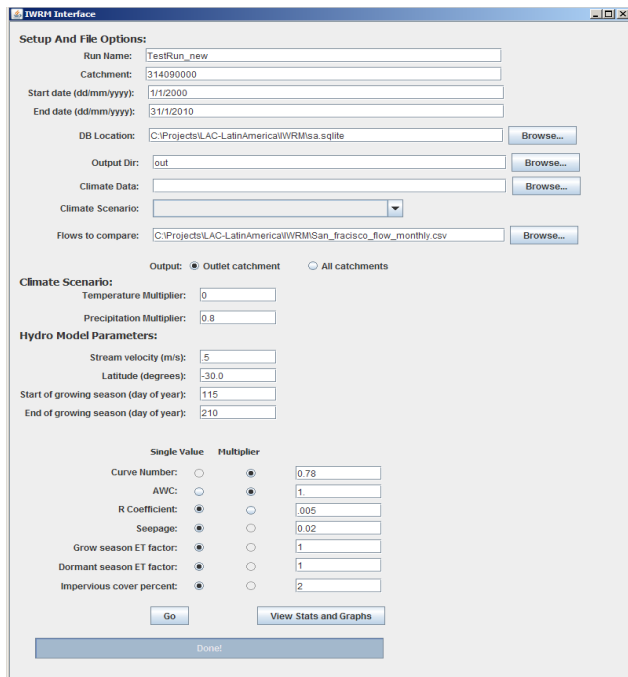 IWRM Interface
Setup And File Options:
Run Name: TestRun_new
Catchment: 314090000
Start date (dd/mm/yyyy): 1/1/2000
End date (dd/mm/yyyy): 31/1/2010
DB Location: C:\Projects\LAC-LatinAmerica\IWRM\sa.sqlite Browse...
Output Dir: out Browse...
Climate Data: Browse...
Climate Scenario:
Flows to compare: C:\Projects\LAC-LatinAmerica\IWRM\San_fracisco_flow_monthly.csv Browse...
Output: Outlet catchment All catchments
Climate Scenario:
Temperature Multiplier: 0
Precipitation Multiplier: 0.8
Hydro Model Parameters:
Stream velocity (m/s): .5
Latitude (degrees): -30.0
Start of growing season (day of year): 115
End of growing season (day of year): 210
Single Value Multiplier
Curve Number: 0.78
AWC: 1.
R Coefficient: .005
Seepage: 0.02
Grow season ET factor: 1
Dormant season ET factor: 1
Impervious cover percent: 2
Go View Stats and Graphs
Done!